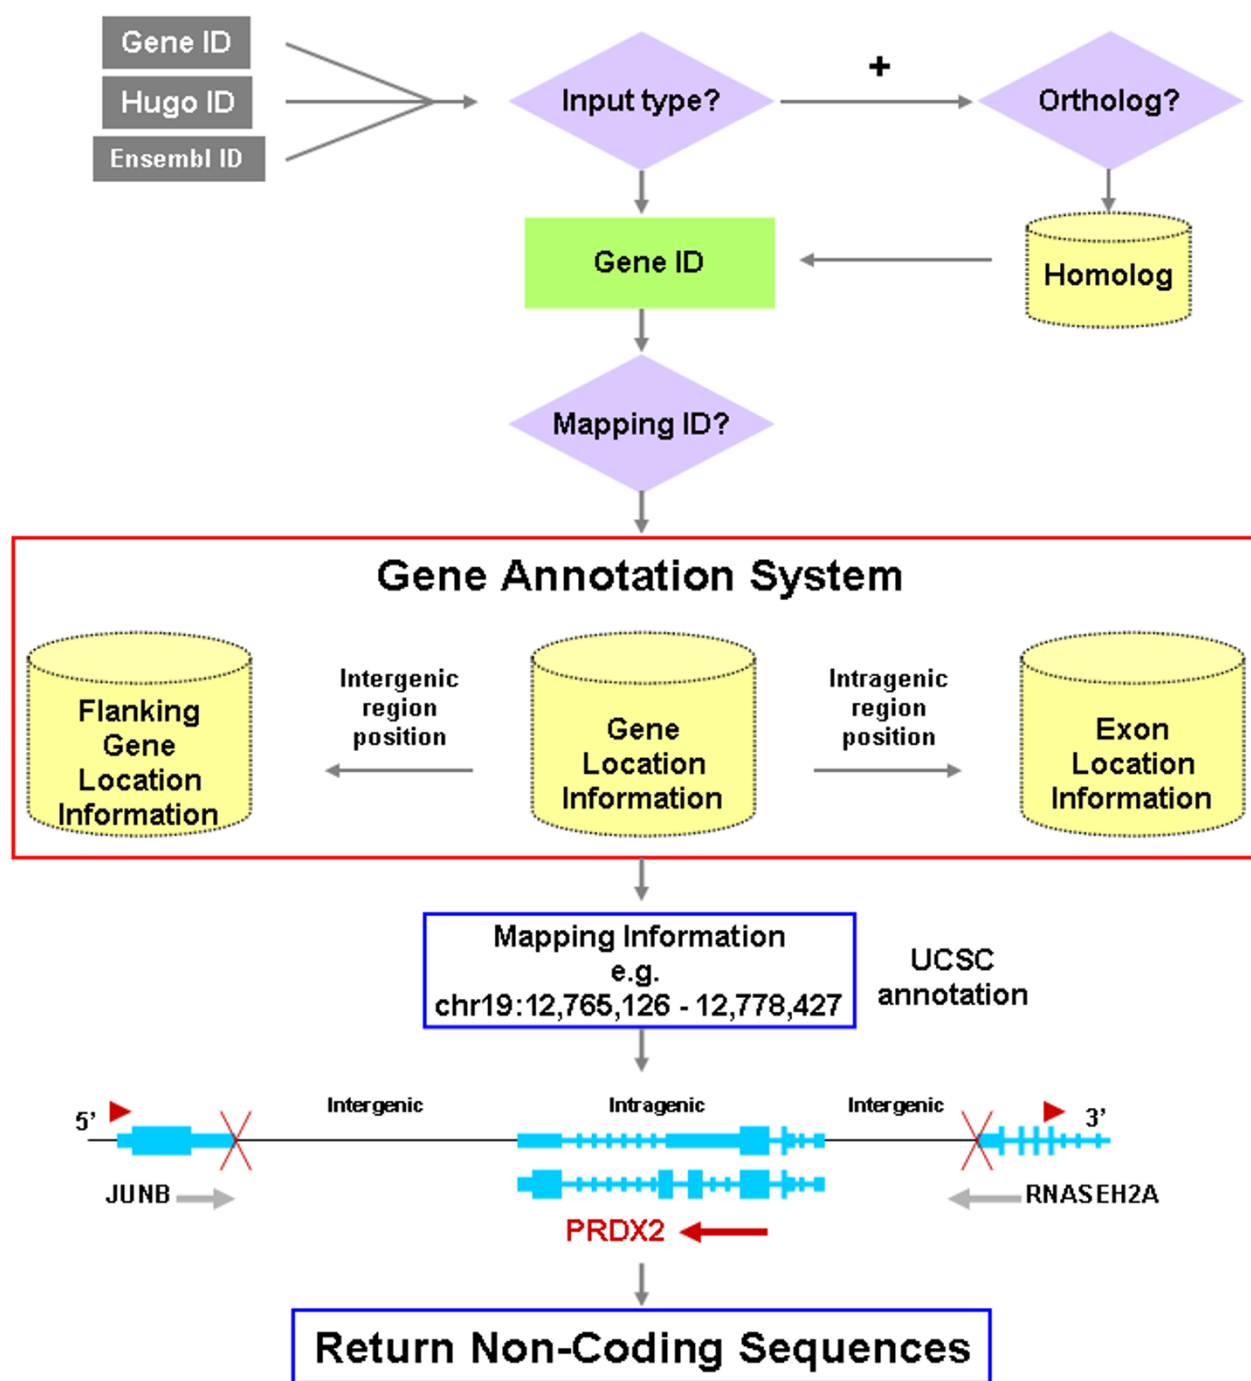 Gene ID
Hugo ID
Ensembl ID
Input type?
+
Ortholog?
Gene ID
Homolog
Mapping ID?
Gene Annotation System
Flanking
Gene
Location
Information
Intergenic
region
position
Gene
Location
Information
Intragenic
region
position
Exon
Location
Information
Mapping Information
e.g.
chr19:12,765,126 - 12,778,427
UCSC
annotation
5’
Intergenic
Intragenic
Intergenic
3’
JUNB
RNASEH2A
PRDX2
Return Non-Coding Sequences